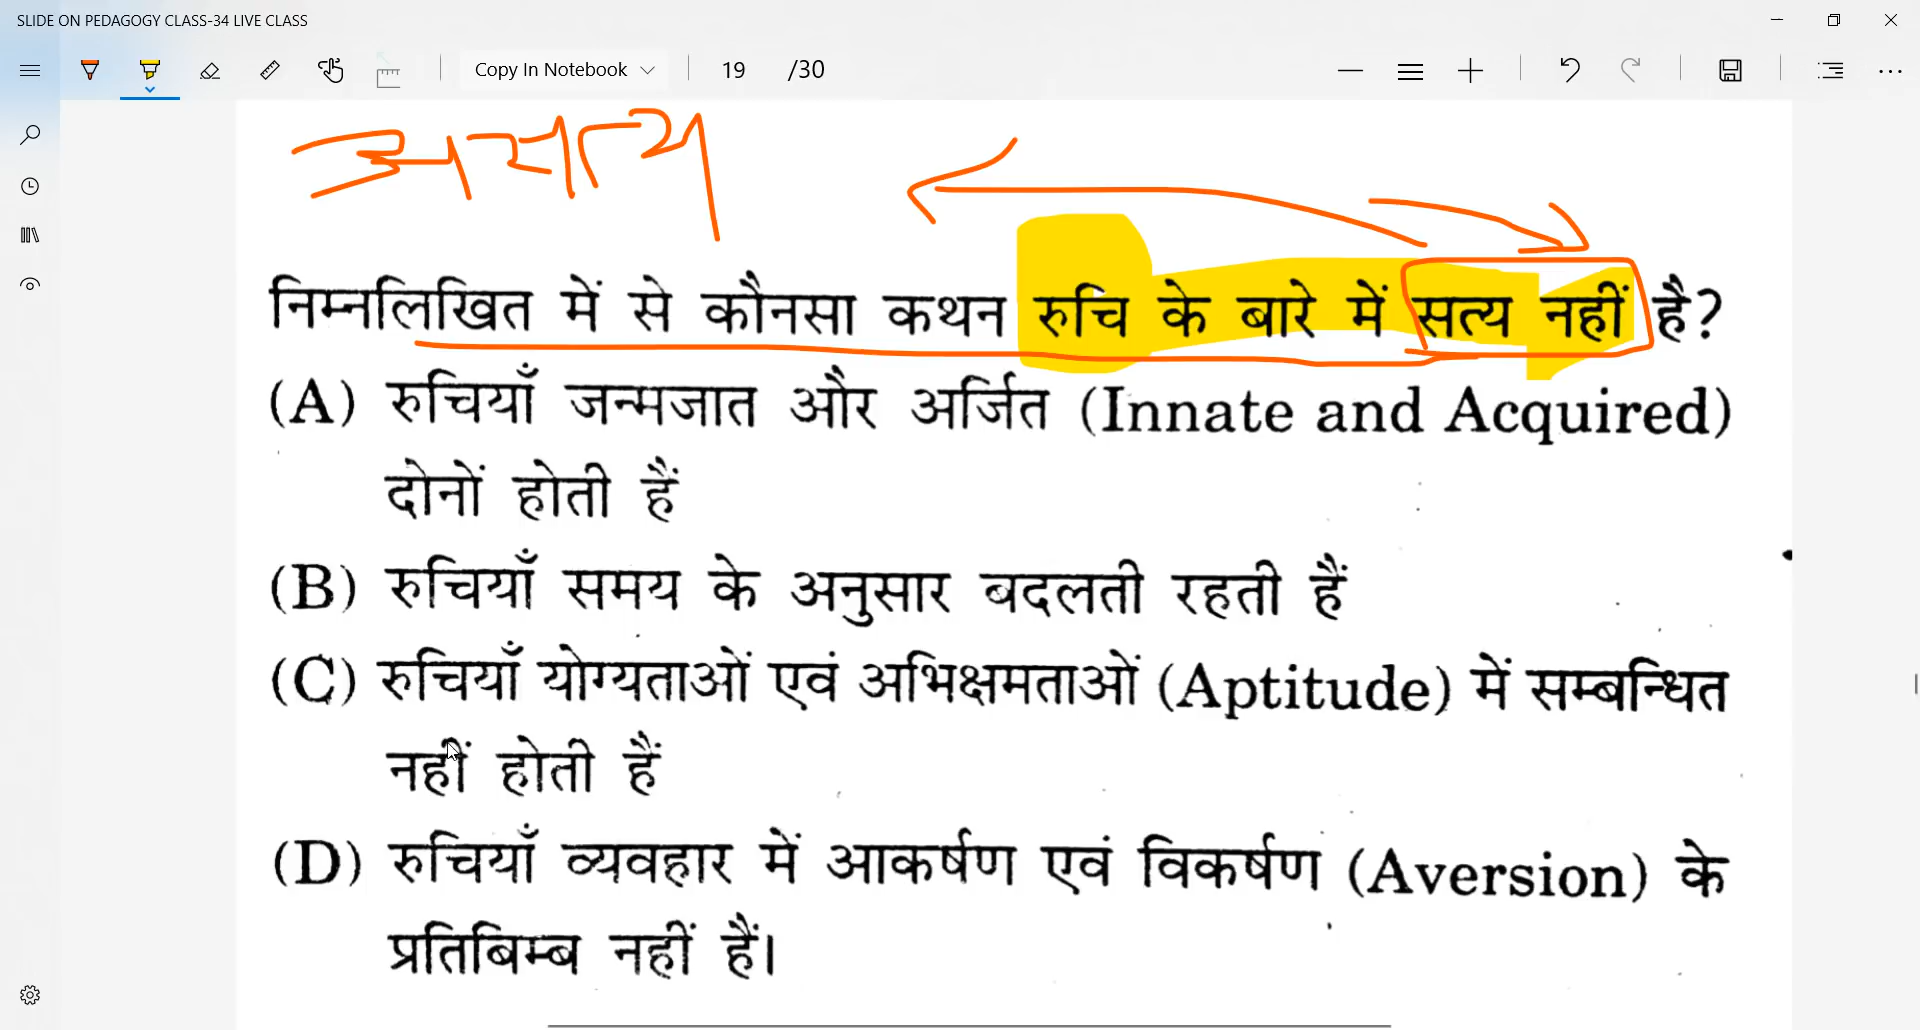 SLIDE ON PEDAGOGY CLASS-34 LIVE CLASS
Copy In Notebook 19 /30
असत्य
निम्नलिखित में से कौनसा कथन रुचि के बारे में सत्य नहीं है?
(A) रुचियाँ जन्मजात और अर्जित (Innate and Acquired)
दोनों होती हैं
(B) रुचियाँ समय के अनुसार बदलती रहती हैं
(C) रुचियाँ योग्यताओं एवं अभिक्षमताओं (Aptitude) में सम्बन्धित
नहीं होती हैं
(D) रुचियाँ व्यवहार में आकर्षण एवं विकर्षण (Aversion) के
प्रतिबिम्ब नहीं हैं।